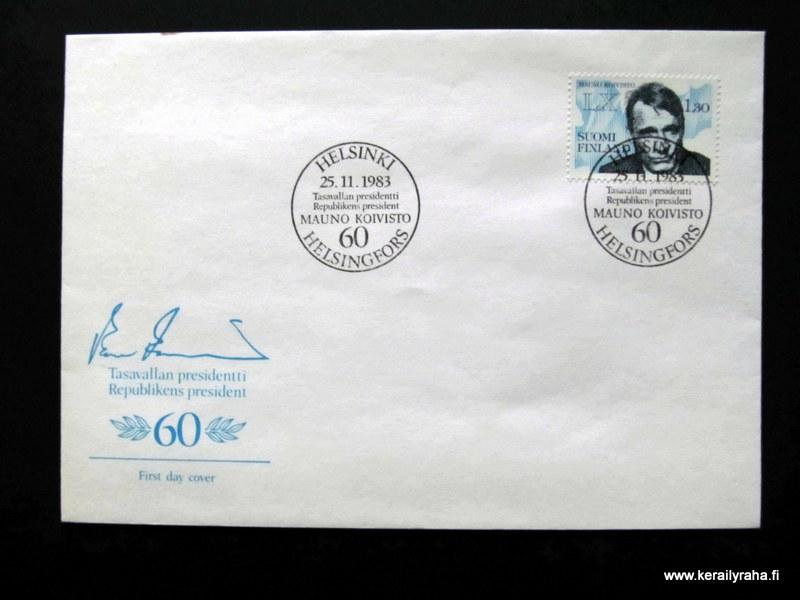 MAUNO KOIVISTO
LX
1,30
SUOMI
FINLAND
HELSINKI
25.11.1983
Tasavallan presidentti
Republikens president
MAUNO KOIVISTO
60
HELSINGFORS
HELSINKI
25.11.1983
Tasavallan presidentti
Republikens president
MAUNO KOIVISTO
60
HELSINGFORS
Tasavallan presidentti
Republikens president
60
First day cover
www.kerailyraha.fi